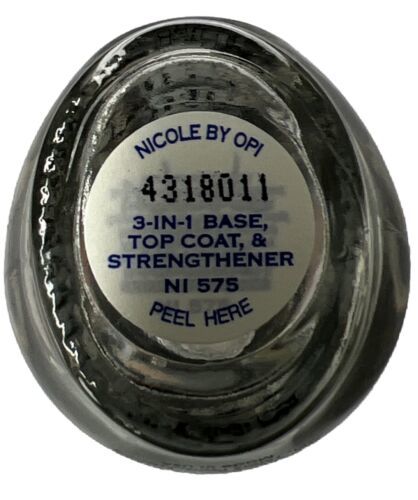 NICOLE BY OPI
4318011
3-IN-1 BASE,
TOP COAT, &
STRENGTHENER
NI 575
PEEL HERE